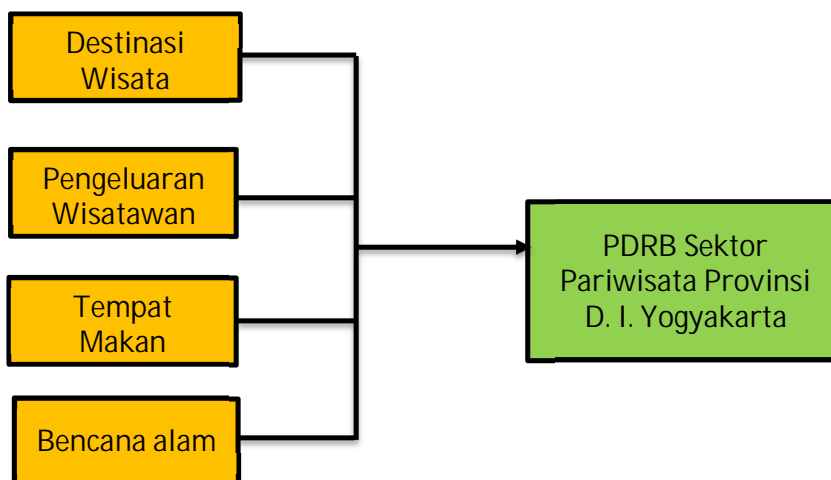 Destinasi
Wisata
Pengeluaran
Wisatawan
Tempat
Makan
Bencana alam
PDRB Sektor
Pariwisata Provinsi
D. I. Yogyakarta